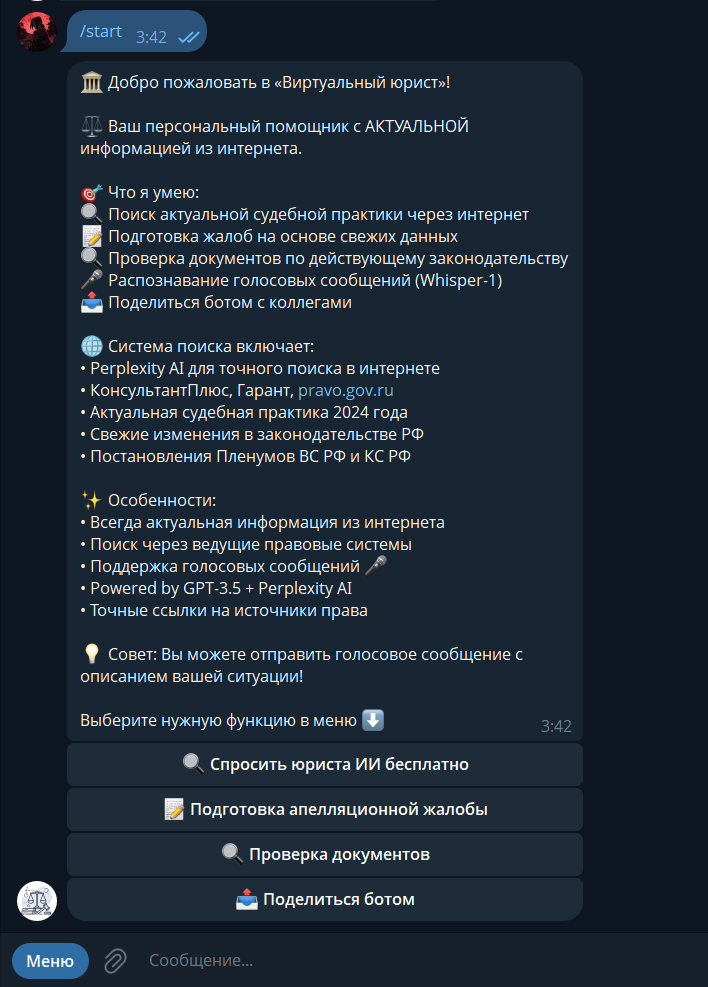 /start 3:42
🏛 Добро пожаловать в «Виртуальный юрист»!
⚖️ Ваш персональный помощник с АКТУАЛЬНОЙ
информацией из интернета.
🎯 Что я умею:
🔍 Поиск актуальной судебной практики через интернет
📝 Подготовка жалоб на основе свежих данных
🔍 Проверка документов по действующему законодательству
🎤 Распознавание голосовых сообщений (Whisper-1)
📤 Поделиться ботом с коллегами
🌐 Система поиска включает:
• Perplexity AI для точного поиска в интернете
• КонсультантПлюс, Гарант, pravo.gov.ru
• Актуальная судебная практика 2024 года
• Свежие изменения в законодательстве РФ
• Постановления Пленумов ВС РФ и КС РФ
✨ Особенности:
• Всегда актуальная информация из интернета
• Поиск через ведущие правовые системы
• Поддержка голосовых сообщений 🎤
• Powered by GPT-3.5 + Perplexity AI
• Точные ссылки на источники права
💡 Совет: Вы можете отправить голосовое сообщение с
описанием вашей ситуации!
Выберите нужную функцию в меню ⬇️
3:42
🔍 Спросить юриста ИИ бесплатно
📝 Подготовка апелляционной жалобы
🔍 Проверка документов
📤 Поделиться ботом
Меню Сообщение...